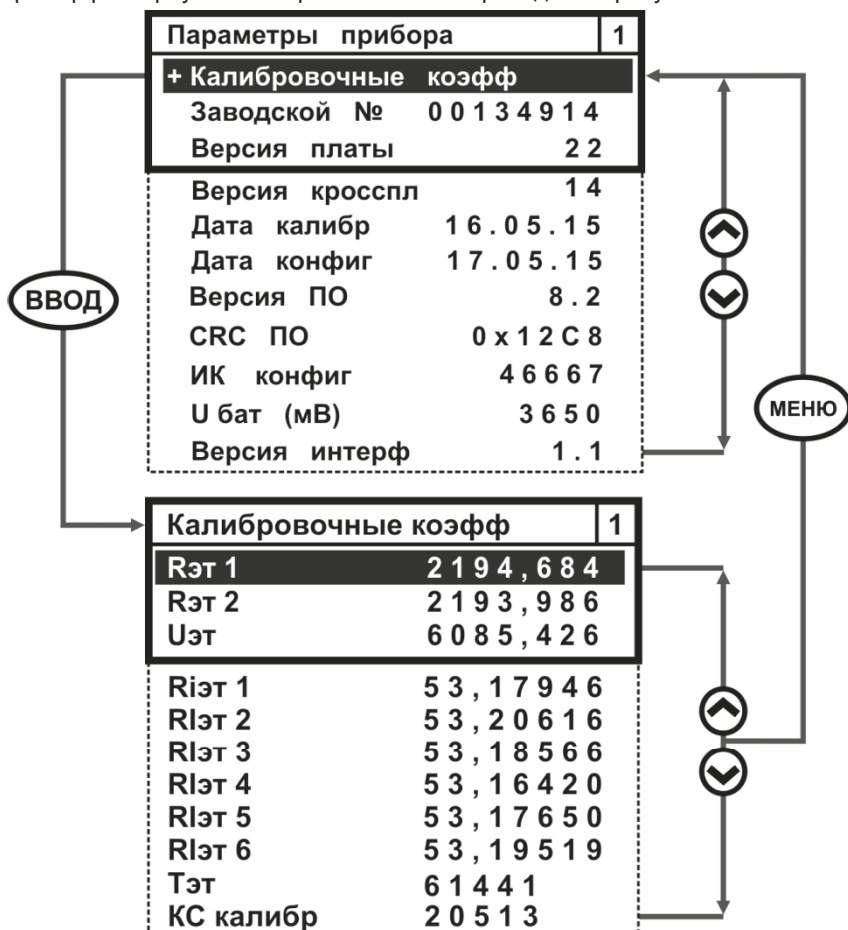 Параметры прибора 1
+ Калибровочные коэфф
Заводской № 00134914
Версия платы 22
Версия кросспл 14
Дата калибр 16.05.15
Дата конфиг 17.05.15
Версия ПО 8.2
CRC ПО 0x12C8
ИК конфиг 46667
U бат (мВ) 3650
Версия интерф 1.1
ВВОД
МЕНЮ
Калибровочные коэфф 1
Rэт 1 2194,684
Rэт 2 2193,986
Uэт 6085,426
Riэт 1 53,17946
RIэт 2 53,20616
RIэт 3 53,18566
RIэт 4 53,16420
RIэт 5 53,17650
RIэт 6 53,19519
Тэт 61441
КС калибр 20513